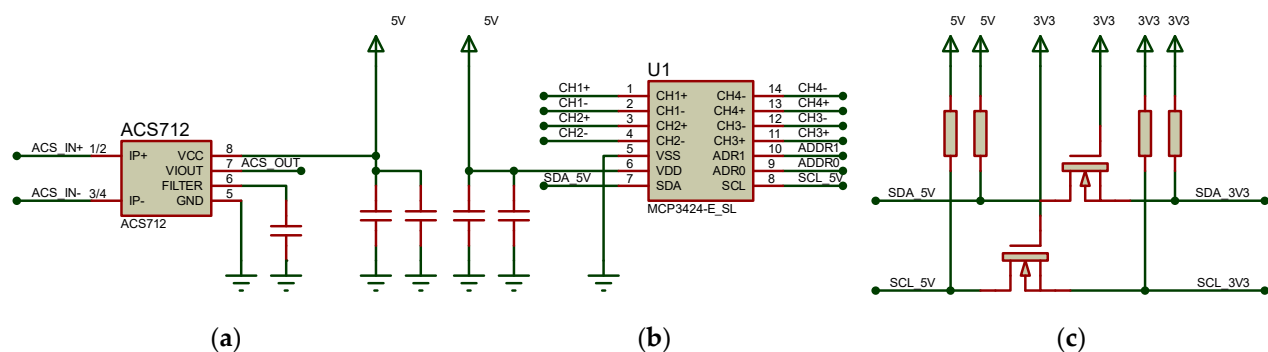 5V
5V
ACS712
ACS_IN+
1/2
IP+
VCC
8
VIOUT
7
ACS_OUT
FILTER
6
ACS_IN-
3/4
IP-
GND
5
ACS712
U1
CH1+
1
CH1+
CH4-
14
CH4-
CH1-
2
CH1-
CH4+
13
CH4+
CH2+
3
CH2+
CH3-
12
CH3-
CH2-
4
CH2-
CH3+
11
CH3+
5
VSS
ADR1
10
ADDR1
6
VDD
ADR0
9
ADDR0
SDA_5V
7
SDA
SCL
8
SCL_5V
MCP3424-E_SL
5V
5V
3V3
3V3
3V3
3V3
SDA_5V
SDA_3V3
SCL_5V
SCL_3V3
(a)
(b)
(c)